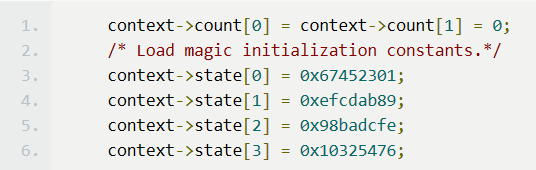 1. context->count[0] = context->count[1] = 0;
2. /* Load magic initialization constants.*/
3. context->state[0] = 0x67452301;
4. context->state[1] = 0xefcdab89;
5. context->state[2] = 0x98badcfe;
6. context->state[3] = 0x10325476;